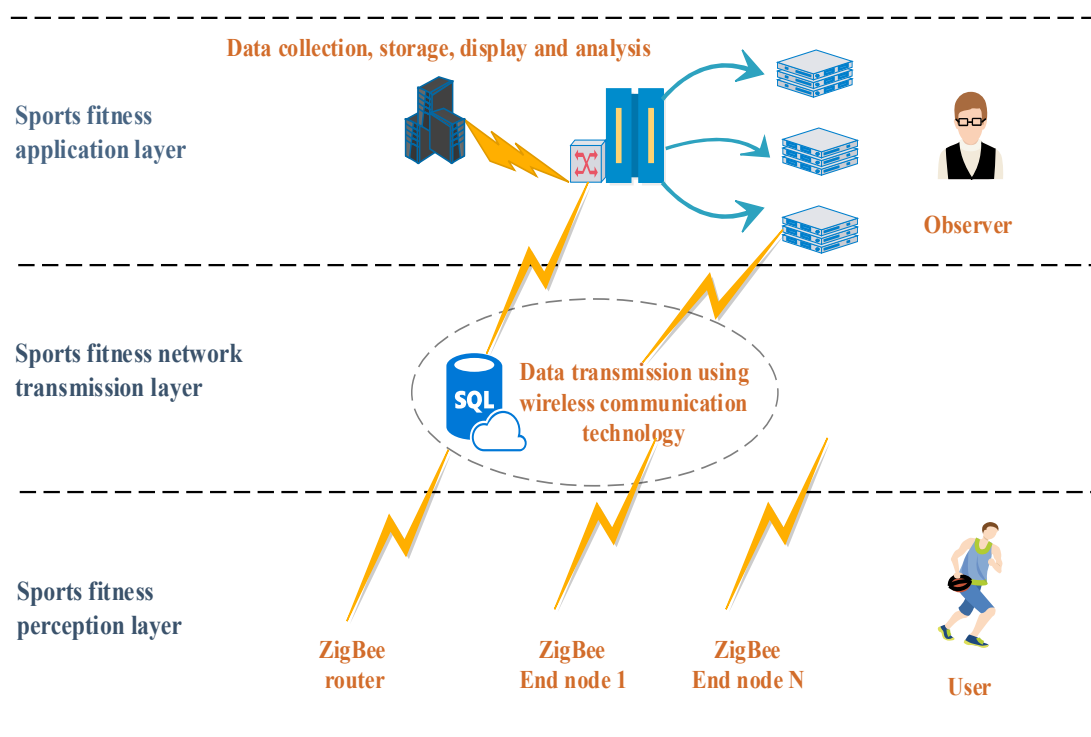 Data collection, storage, display and analysis
Sports fitness
application layer
Observer
Sports fitness network
transmission layer
SQL
Data transmission using
wireless communication
technology
Sports fitness
perception layer
ZigBee
router
ZigBee
End node 1
ZigBee
End node N
User